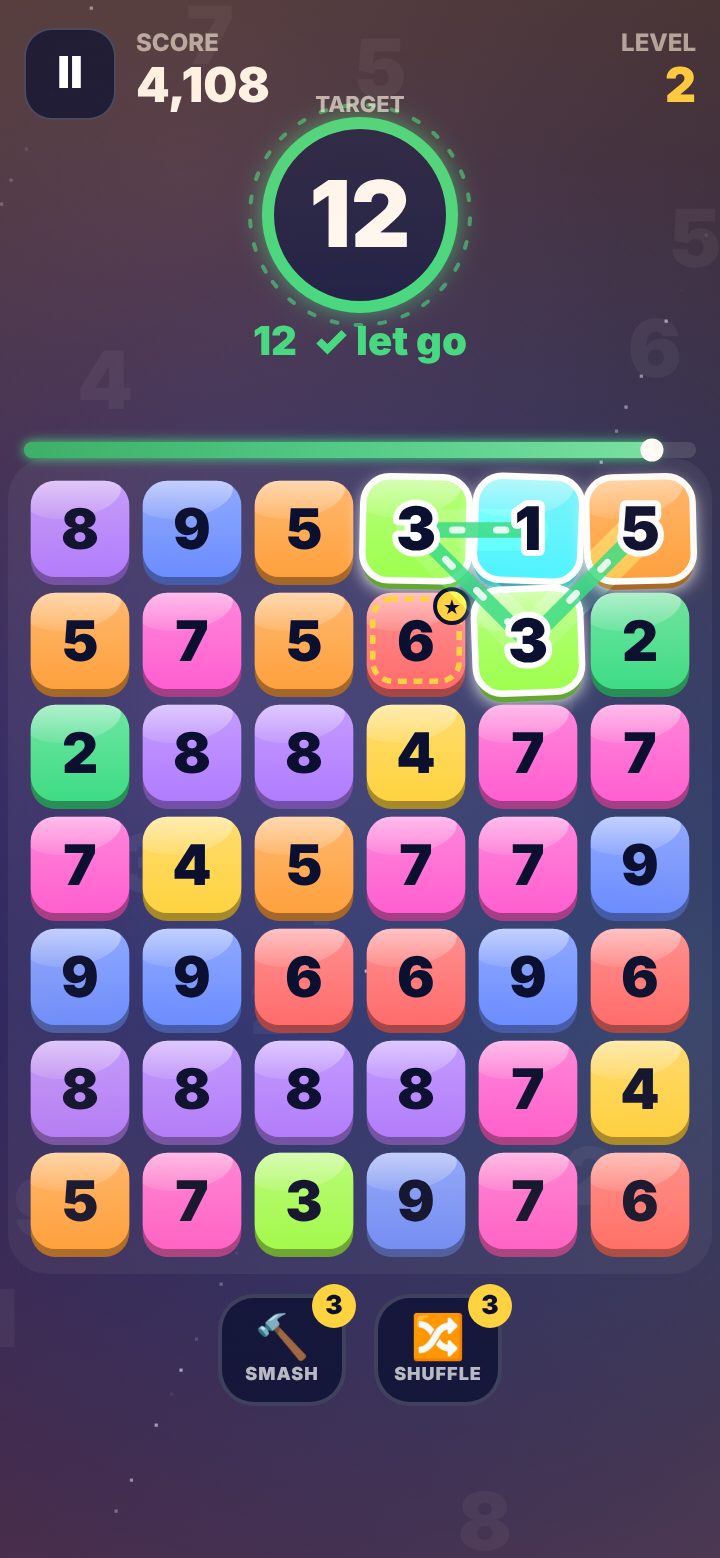 SCORE
4,108
LEVEL
2
TARGET
12
12 ✓ let go
8 9 5 3 1 5
5 7 5 6 3 2
2 8 8 4 7 7
7 4 5 7 7 9
9 9 6 6 9 6
8 8 8 8 7 4
5 7 3 9 7 6
3 3
SMASH SHUFFLE